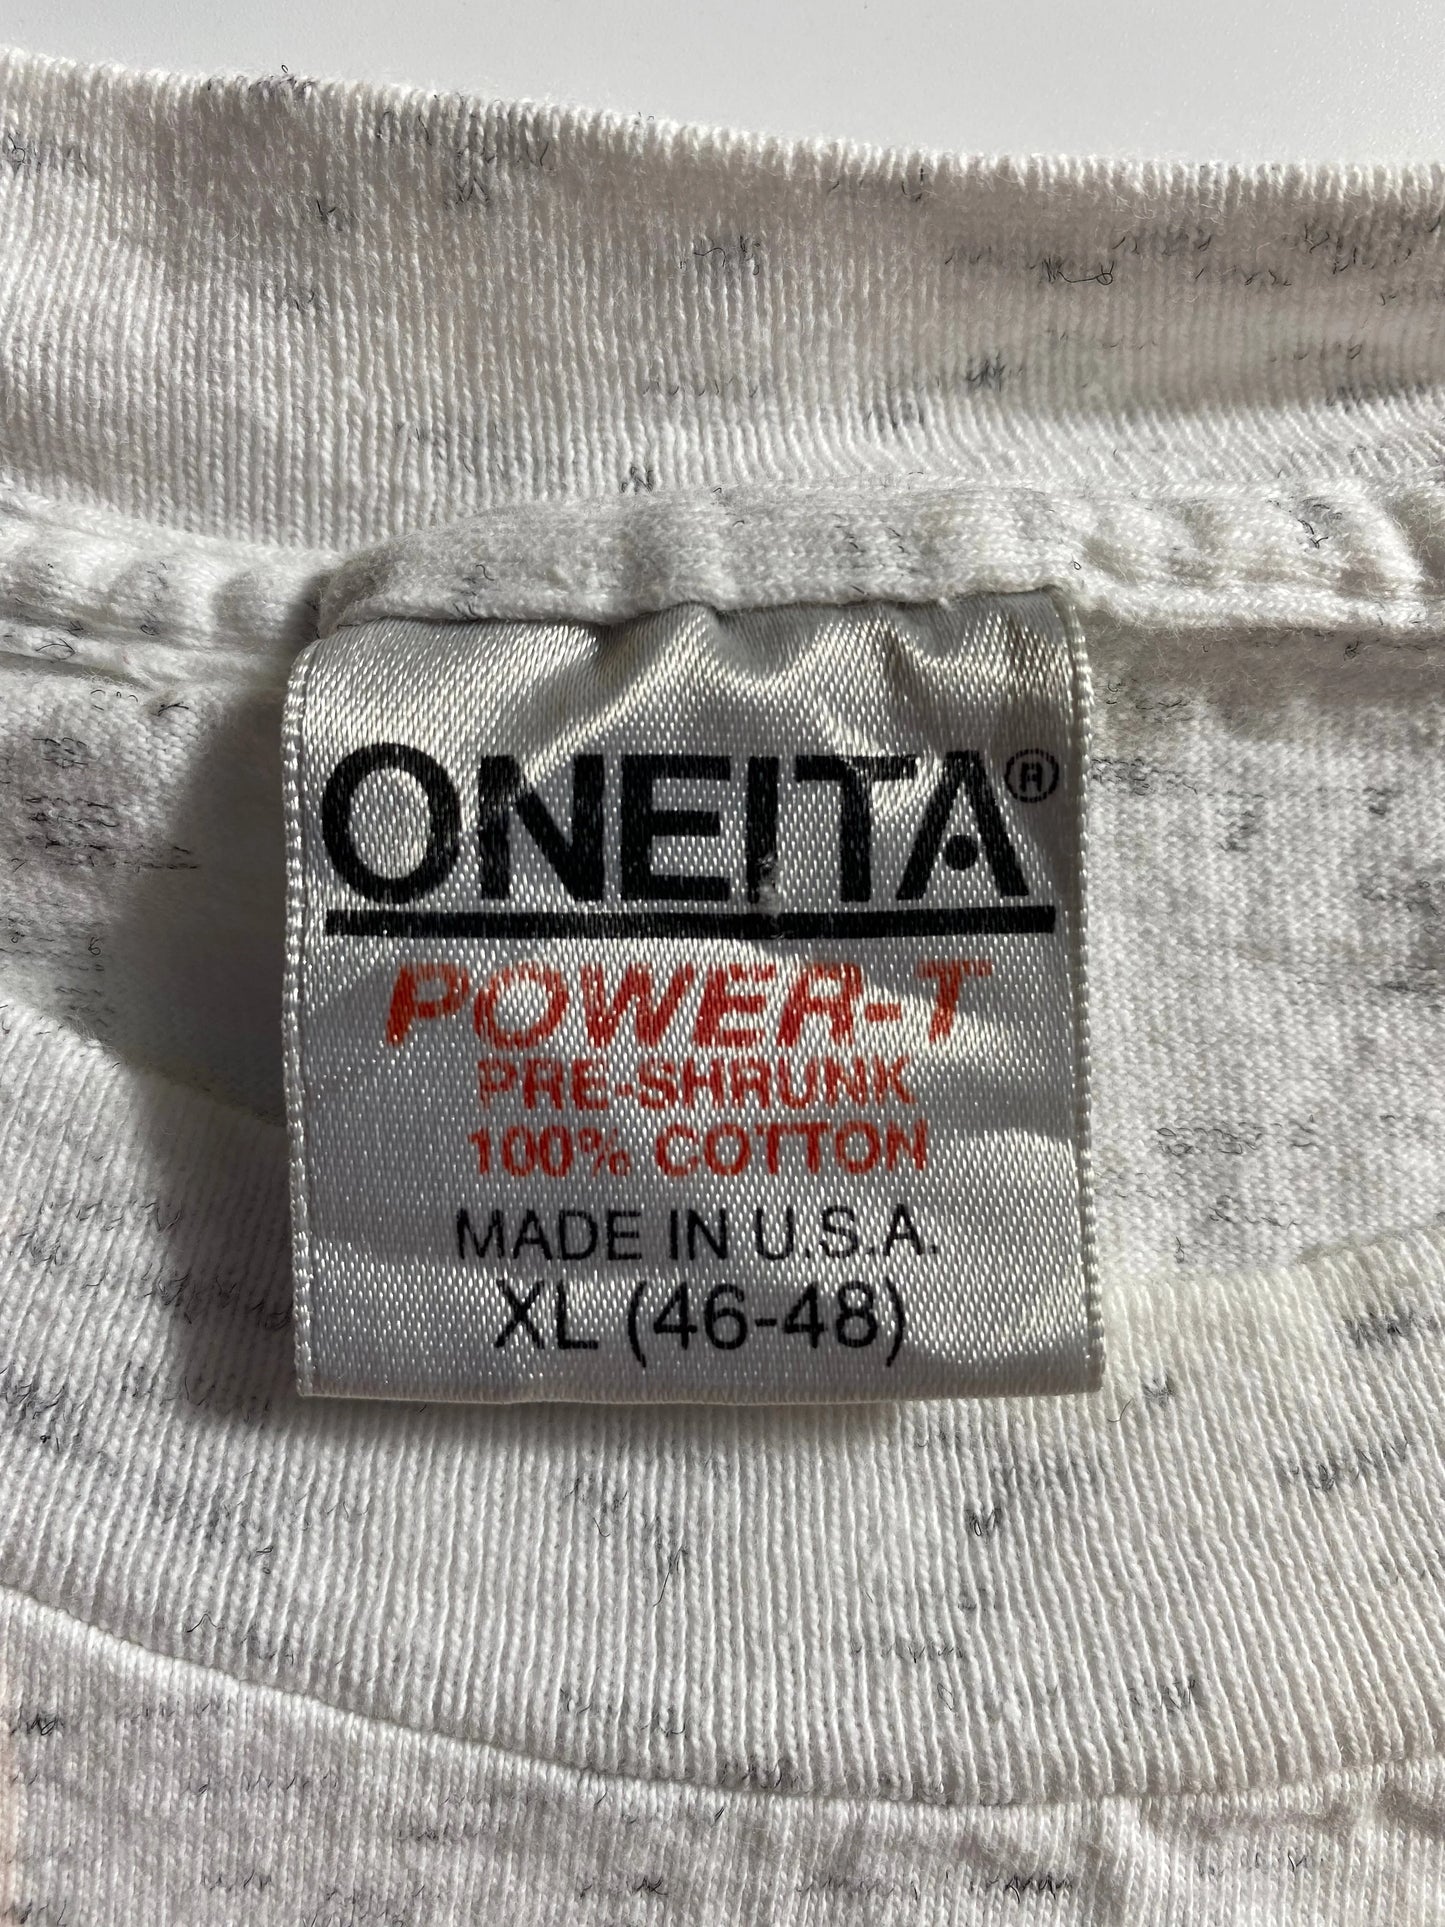 ONEITA®
POWER-T
PRE-SHRUNK
100% COTTON
MADE IN U.S.A.
XL (46-48)